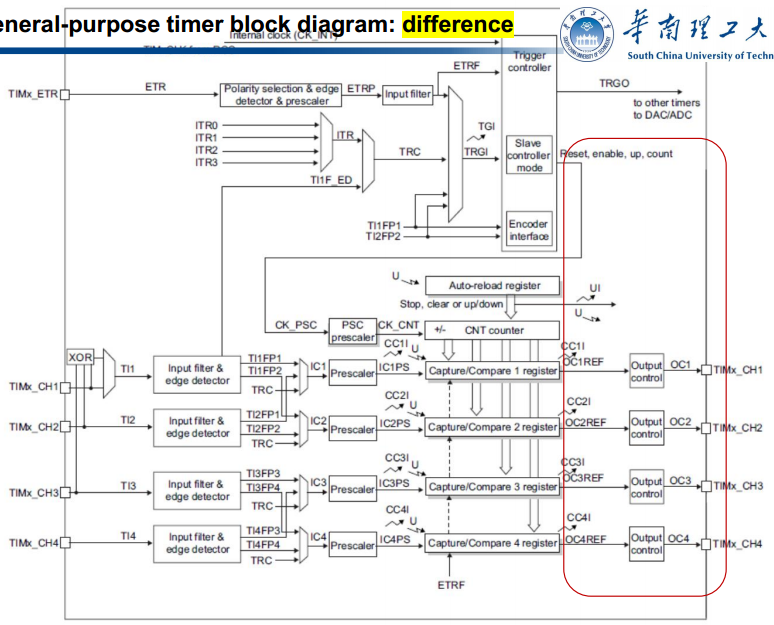 eneral-purpose timer block diagram: difference
華南理工大
South China University of Techn
Internal clock (CK_INT)
Trigger
controller
ETRF
TRGO
to other timers
to DAC/ADC
TIMx_ETR
ETR
Polarity selection & edge
detector & prescaler
ETRP
Input filter
ITR0
ITR1
ITR2
ITR3
ITR
TRC
TGI
TRGI
Slave
controller
mode
Reset, enable, up, count
TI1F_ED
TI1FP1
TI2FP2
Encoder
interface
U
Auto-reload register
UI
Stop, clear or up/down
U
CK_PSC
PSC
prescaler
CK_CNT
+/-
CNT counter
XOR
TIMx_CH1
TI1
Input filter &
edge detector
TI1FP1
TI1FP2
TRC
IC1
Prescaler
CC1I
U
IC1PS
Capture/Compare 1 register
CC1I
OC1REF
Output
control
OC1
TIMx_CH1
TIMx_CH2
TI2
Input filter &
edge detector
TI2FP1
TI2FP2
TRC
IC2
Prescaler
CC2I
U
IC2PS
Capture/Compare 2 register
CC2I
OC2REF
Output
control
OC2
TIMx_CH2
TIMx_CH3
TI3
Input filter &
edge detector
TI3FP3
TI3FP4
TRC
IC3
Prescaler
CC3I
U
IC3PS
Capture/Compare 3 register
CC3I
OC3REF
Output
control
OC3
TIMx_CH3
TIMx_CH4
TI4
Input filter &
edge detector
TI4FP3
TI4FP4
TRC
IC4
Prescaler
CC4I
U
IC4PS
Capture/Compare 4 register
CC4I
OC4REF
Output
control
OC4
TIMx_CH4
ETRF